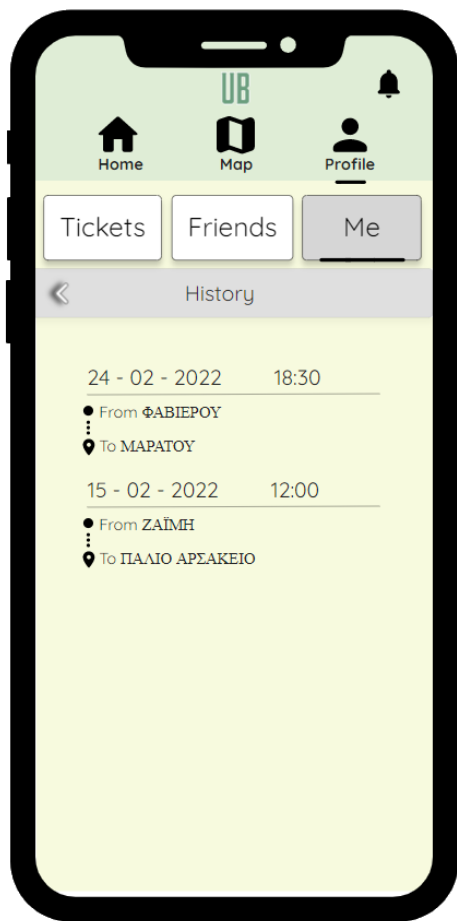 UB
Home Map Profile
Tickets Friends Me
History
24 - 02 - 2022 18:30
From ΦΑΒΙΕΡΟΥ
To ΜΑΡΑΤΟΥ
15 - 02 - 2022 12:00
From ΖΑΪΜΗ
To ΠΑΛΙΟ ΑΡΣΑΚΕΙΟ